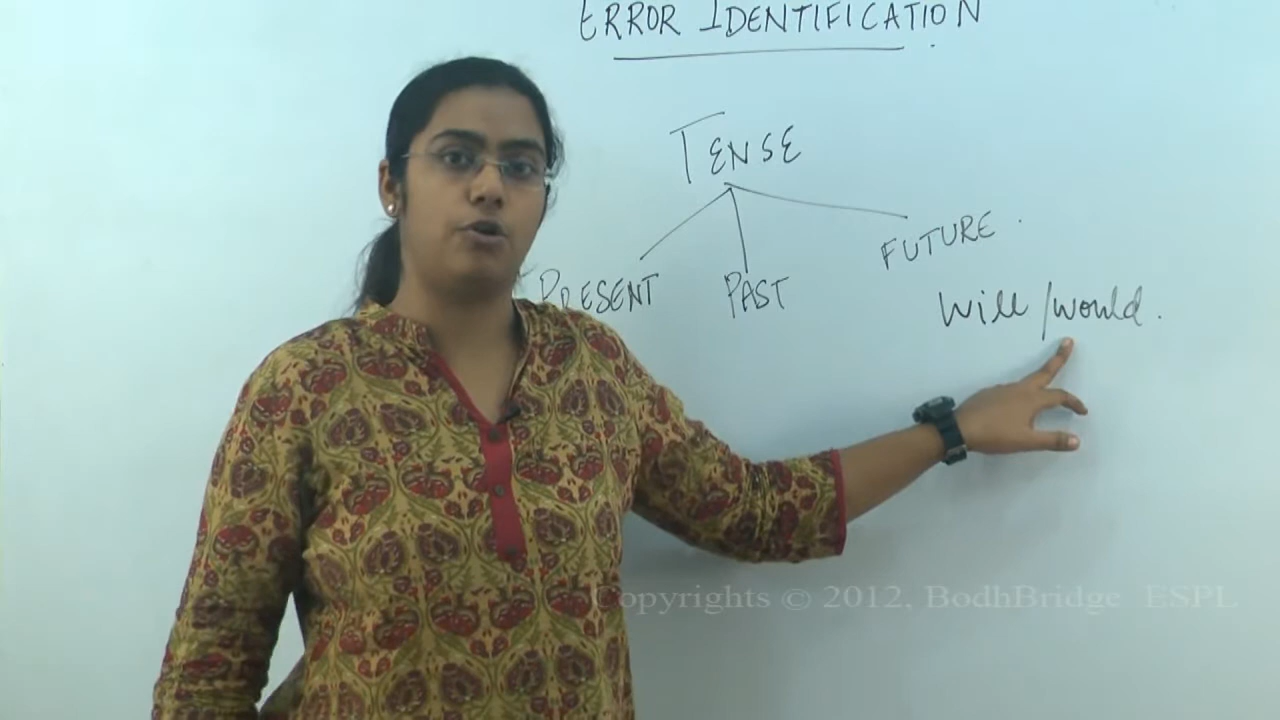 ERROR IDENTIFICATION
TENSE
PRESENT PAST FUTURE
Will/would.
Copyrights © 2012, BodhBridge ESPL